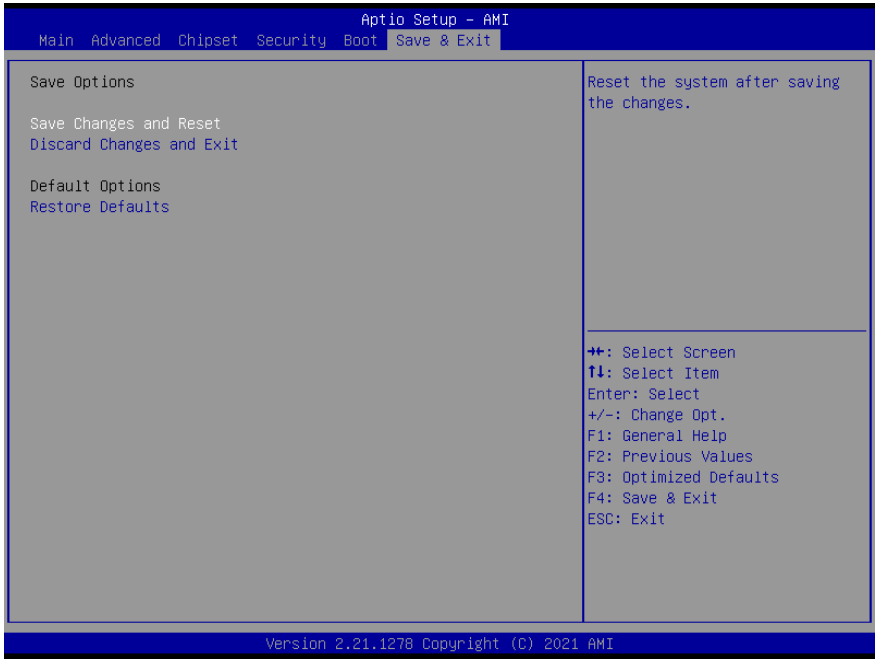 Aptio Setup – AMI
Main Advanced Chipset Security Boot Save & Exit
Save Options
Save Changes and Reset
Discard Changes and Exit
Default Options
Restore Defaults
Reset the system after saving
the changes.
→←: Select Screen
↑↓: Select Item
Enter: Select
+/-: Change Opt.
F1: General Help
F2: Previous Values
F3: Optimized Defaults
F4: Save & Exit
ESC: Exit
Version 2.21.1278 Copyright (C) 2021 AMI